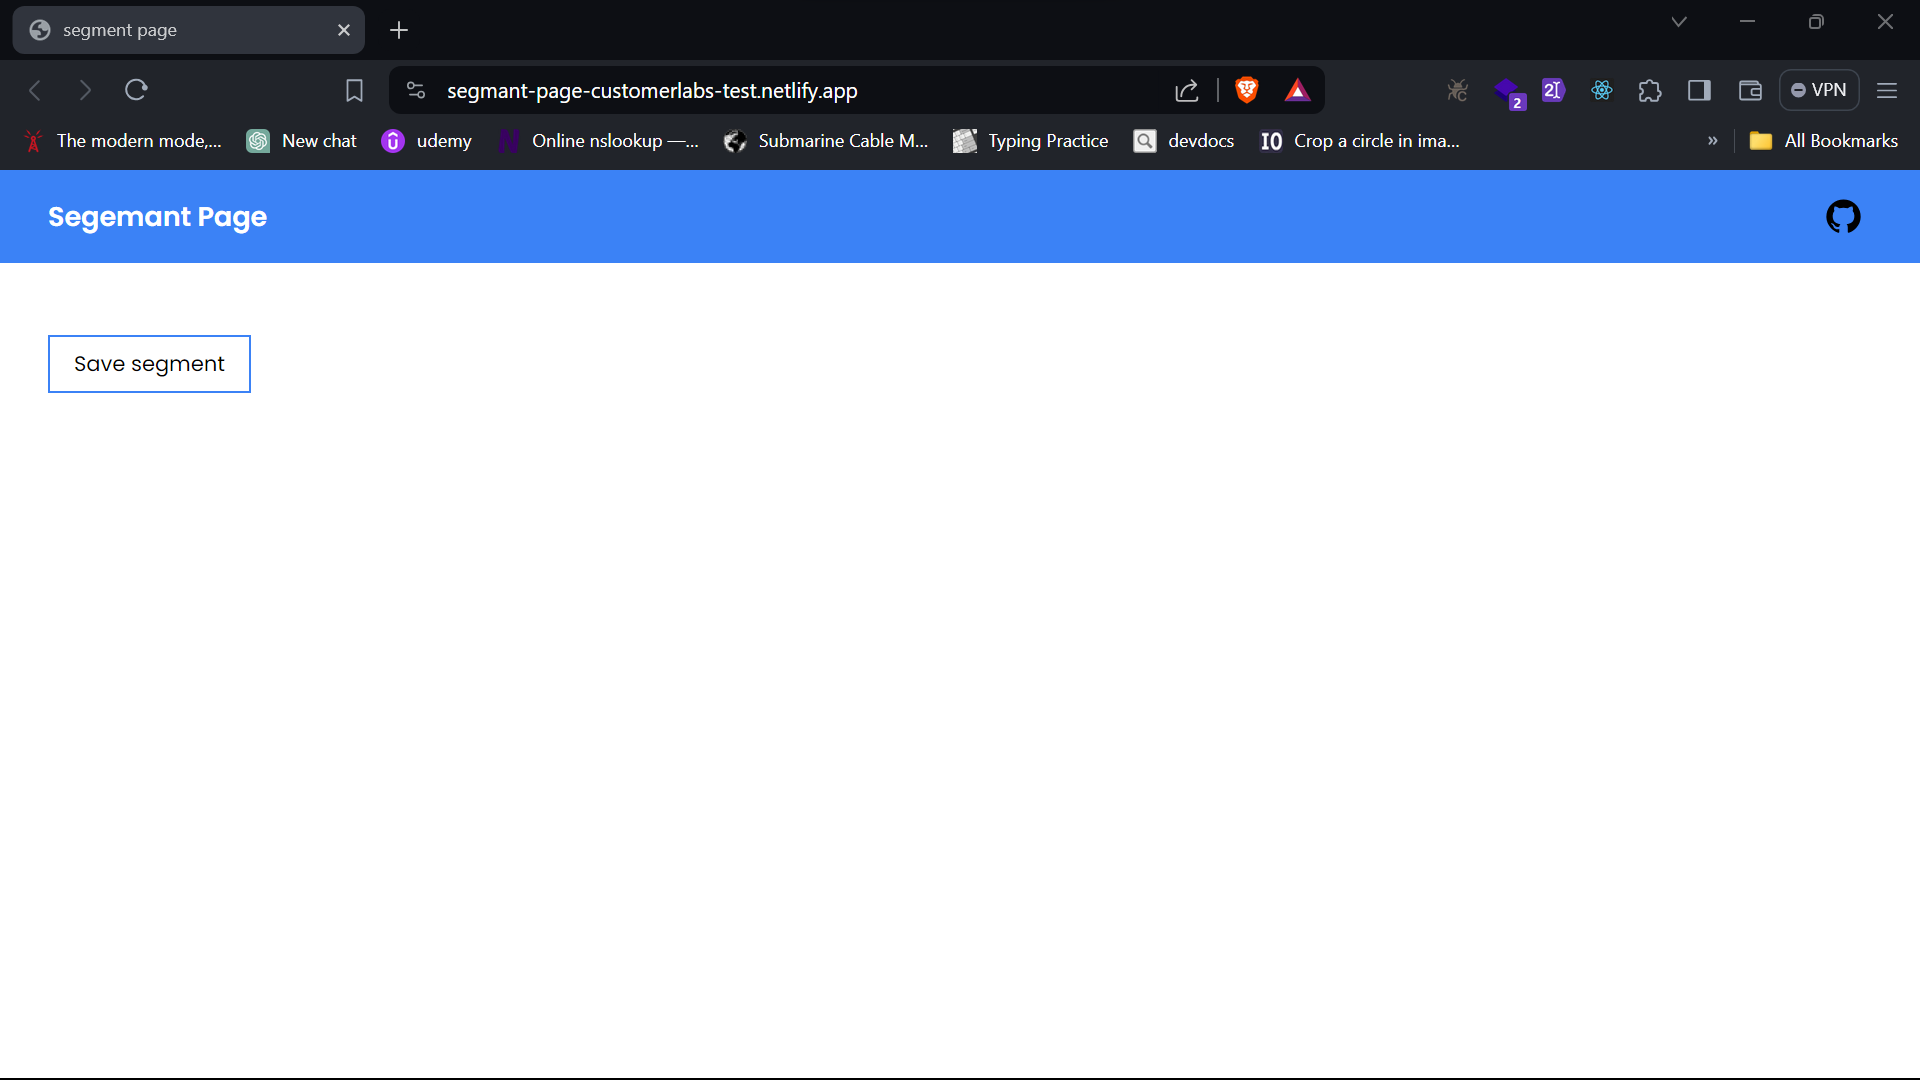 segment page
segmant-page-customerlabs-test.netlify.app
2
VPN
The modern mode,... New chat udemy Online nslookup —... Submarine Cable M... Typing Practice devdocs IO Crop a circle in ima... » All Bookmarks
Segemant Page
Save segment